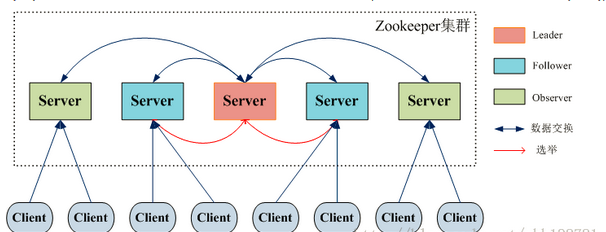 Zookeeper集群
Leader
Follower
Observer
数据交换
选举
Server
Server
Server
Server
Server
Client
Client
Client
Client
Client
Client
Client
Client